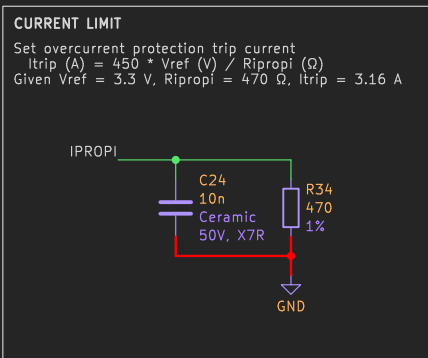 CURRENT LIMIT
Set overcurrent protection trip current
Itrip (A) = 450 * Vref (V) / Ripropi (Ω)
Given Vref = 3.3 V, Ripropi = 470 Ω, Itrip = 3.16 A
IPROPI
C24
10n
Ceramic
50V, X7R
R34
470
1%
GND